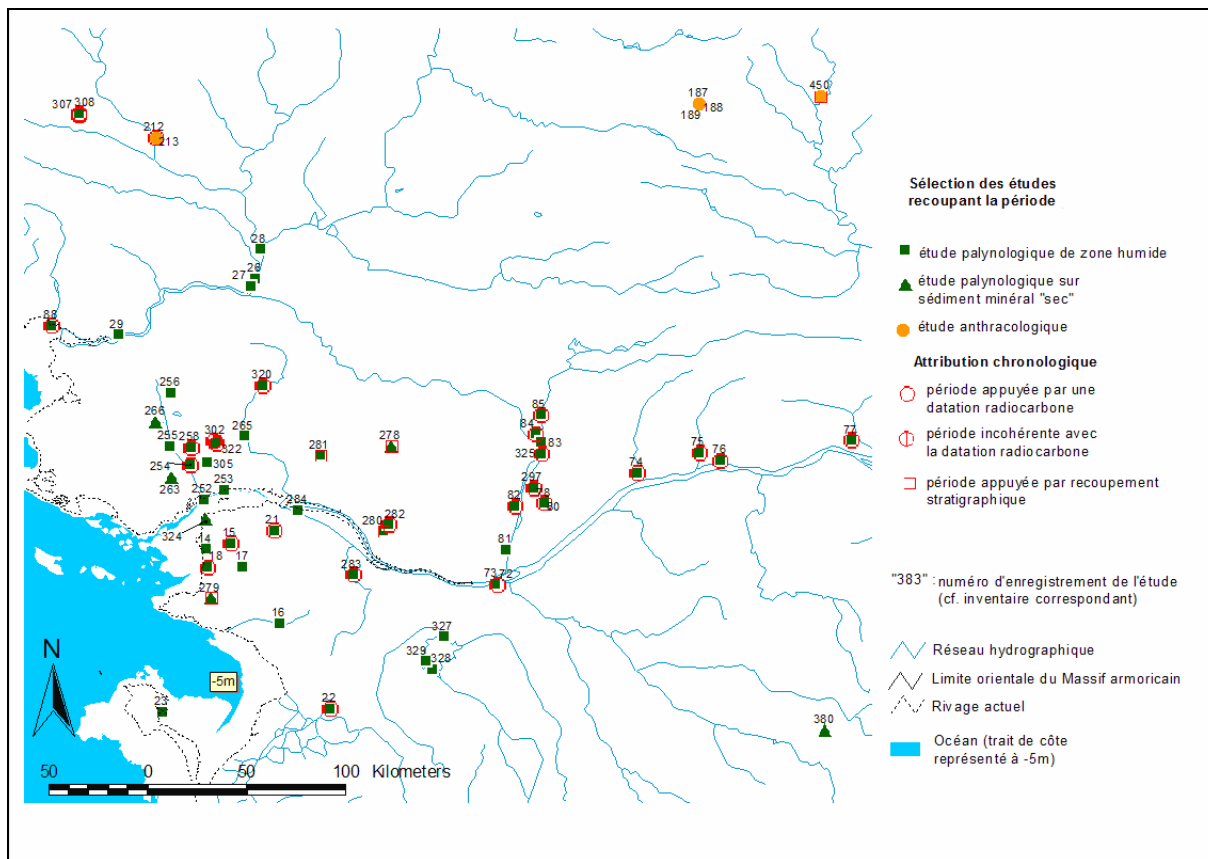 307 308
212
213
187
188
189
450
28
26
27
88
29
256
320
266
302
265
258
255
322
278
281
254
305
263
253
252
284
324
21
280
282
4
15
18
17
283
279
16
85
84
83
325
297
78
80
82
81
73
72
74
75
76
77
327
329
328
22
23
380
-5m
N
50 0 50 100 Kilometers
Sélection des études
recoupant la période
étude palynologique de zone humide
étude palynologique sur
sédiment minéral "sec"
étude anthracologique
Attribution chronologique
période appuyée par une
datation radiocarbone
période incohérente avec
la datation radiocarbone
période appuyée par recoupement
stratigraphique
"383" : numéro d'enregistrement de l'étude
(cf. inventaire correspondant)
Réseau hydrographique
Limite orientale du Massif armoricain
Rivage actuel
Océan (trait de côte
représenté à -5m)